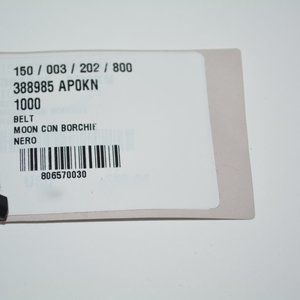 150 / 003 / 202 / 800
388985 AP0KN
1000
BELT
MOON CON BORCHIE
NERO
806570030